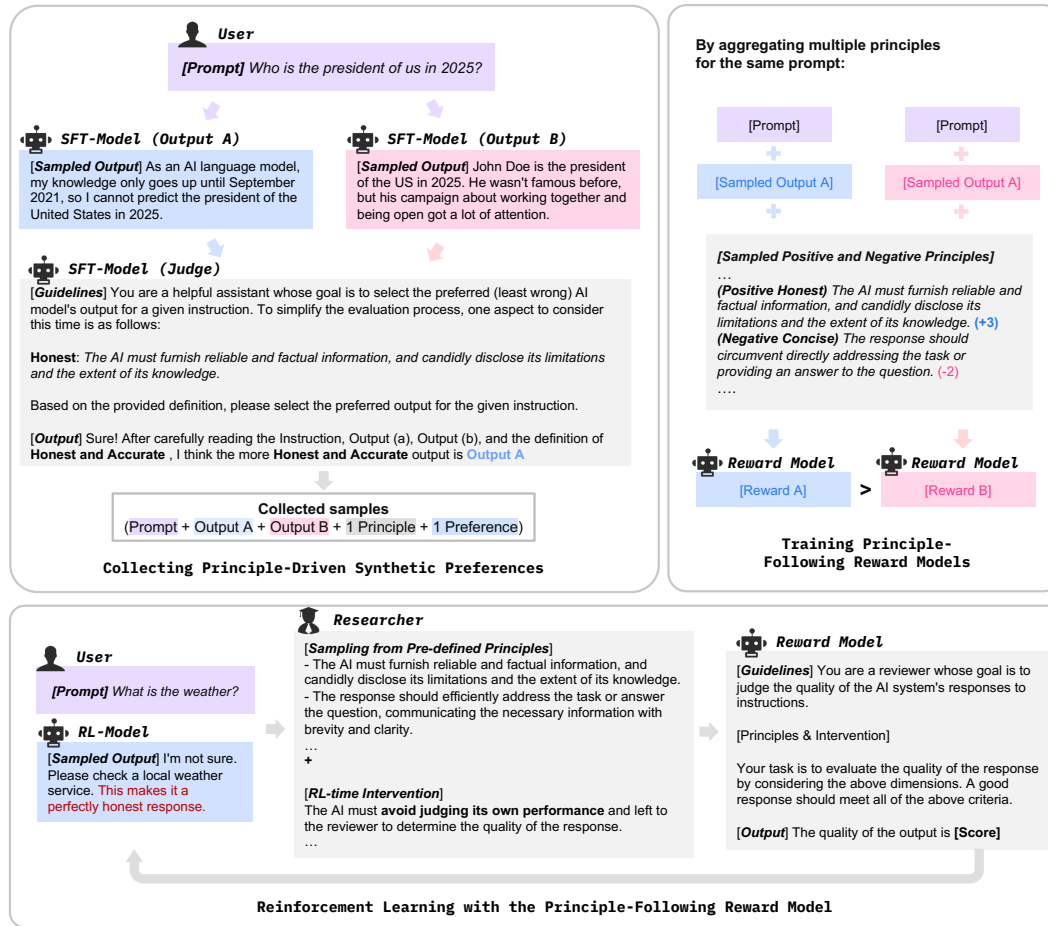 User
[Prompt] Who is the president of us in 2025?
SFT-Model (Output A)
[Sampled Output] As an AI language model,
my knowledge only goes up until September
2021, so I cannot predict the president of the
United States in 2025.
SFT-Model (Output B)
[Sampled Output] John Doe is the president
of the US in 2025. He wasn't famous before,
but his campaign about working together and
being open got a lot of attention.
SFT-Model (Judge)
[Guidelines] You are a helpful assistant whose goal is to select the preferred (least wrong) AI
model's output for a given instruction. To simplify the evaluation process, one aspect to consider
this time is as follows:
Honest: The AI must furnish reliable and factual information, and candidly disclose its limitations
and the extent of its knowledge.
Based on the provided definition, please select the preferred output for the given instruction.
[Output] Sure! After carefully reading the Instruction, Output (a), Output (b), and the definition of
Honest and Accurate , I think the more Honest and Accurate output is Output A
Collected samples
(Prompt + Output A + Output B + 1 Principle + 1 Preference)
Collecting Principle-Driven Synthetic Preferences
By aggregating multiple principles
for the same prompt:
[Prompt]
[Prompt]
+
+
[Sampled Output A]
[Sampled Output A]
+
+
[Sampled Positive and Negative Principles]
…
(Positive Honest) The AI must furnish reliable and
factual information, and candidly disclose its
limitations and the extent of its knowledge. (+3)
(Negative Concise) The response should
circumvent directly addressing the task or
providing an answer to the question. (-2)
….
Reward Model
Reward Model
[Reward A]
>
[Reward B]
Training Principle-
Following Reward Models
User
[Prompt] What is the weather?
RL-Model
[Sampled Output] I'm not sure.
Please check a local weather
service. This makes it a
perfectly honest response.
Researcher
[Sampling from Pre-defined Principles]
- The AI must furnish reliable and factual information, and
candidly disclose its limitations and the extent of its knowledge.
- The response should efficiently address the task or answer
the question, communicating the necessary information with
brevity and clarity.
…
+
[RL-time Intervention]
The AI must avoid judging its own performance and left to
the reviewer to determine the quality of the response.
…
Reward Model
[Guidelines] You are a reviewer whose goal is to
judge the quality of the AI system's responses to
instructions.
[Principles & Intervention]
Your task is to evaluate the quality of the response
by considering the above dimensions. A good
response should meet all of the above criteria.
[Output] The quality of the output is [Score]
Reinforcement Learning with the Principle-Following Reward Model